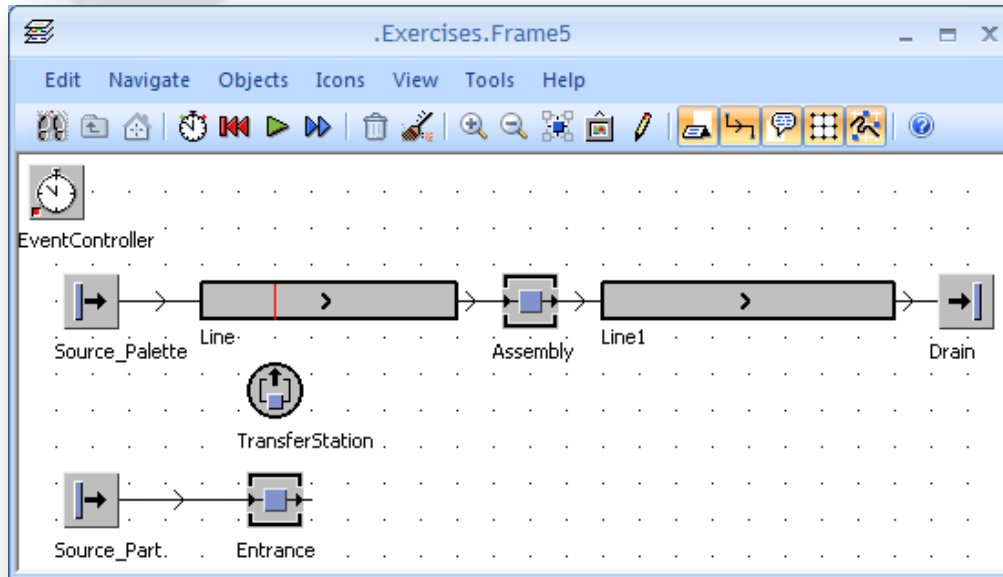 .Exercises.Frame5
Edit Navigate Objects Icons View Tools Help
EventController
Source_Palette
Line
Assembly
Line1
Drain
TransferStation
Source_Part
Entrance